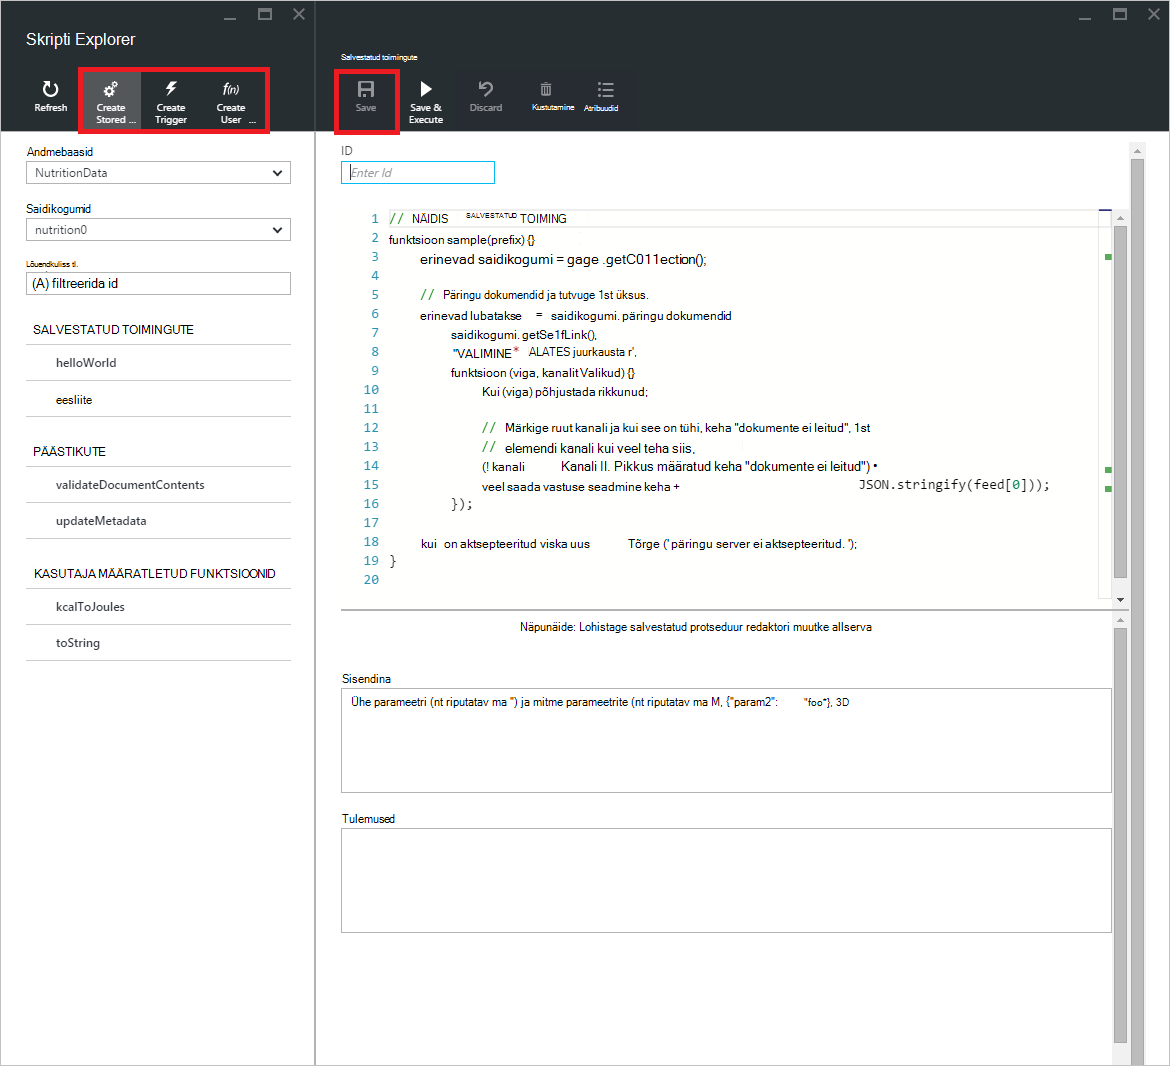 Skripti Explorer
Refresh
Create Stored ...
Create Trigger
f(n)
Create User ...
Andmebaasid
NutritionData
Saidikogumid
nutrition0
Lõuendkuliss tl.
(A) filtreerida id
SALVESTATUD TOIMINGUTE
helloWorld
eesliite
PÄÄSTIKUTE
validateDocumentContents
updateMetadata
KASUTAJA MÄÄRATLETUD FUNKTSIOONID
kcalToJoules
toString
Salvestatud toimingute
Save
Save & Execute
Discard
Kustutamine
Atribuudid
ID
Enter Id
1 // NÄIDIS SALVESTATUD TOIMING
2 funktsioon sample(prefix) {}
3 erinevad saidikogumi = gage .getC011ection();
4
5 // Päringu dokumendid ja tutvuge 1st üksus.
6 erinevad lubatakse = saidikogumi. päringu dokumendid
7 saidikogumi. getSe1fLink(),
8 "VALIMINE* ALATES juurkausta r',
9 funktsioon (viga, kanalit Valikud) {}
10 Kui (viga) põhjustada rikkunud;
11
12 // Märkige ruut kanali ja kui see on tühi, keha "dokumente ei leitud", 1st
13 // elemendi kanali kui veel teha siis,
14 (! kanali Kanali II. Pikkus määratud keha "dokumente ei leitud") •
15 veel saada vastuse seadmine keha + JSON.stringify(feed[0]));
16 });
17
18 kui on aktsepteeritud viska uus Tõrge (' päringu server ei aktsepteeritud. ');
19 }
20
Näpunäide: Lohistage salvestatud protseduur redaktori muutke allserva
Sisendina
Ühe parameetri (nt riputatav ma ") ja mitme parameetrite (nt riputatav ma M, {"param2": "foo*}, 3D
Tulemused